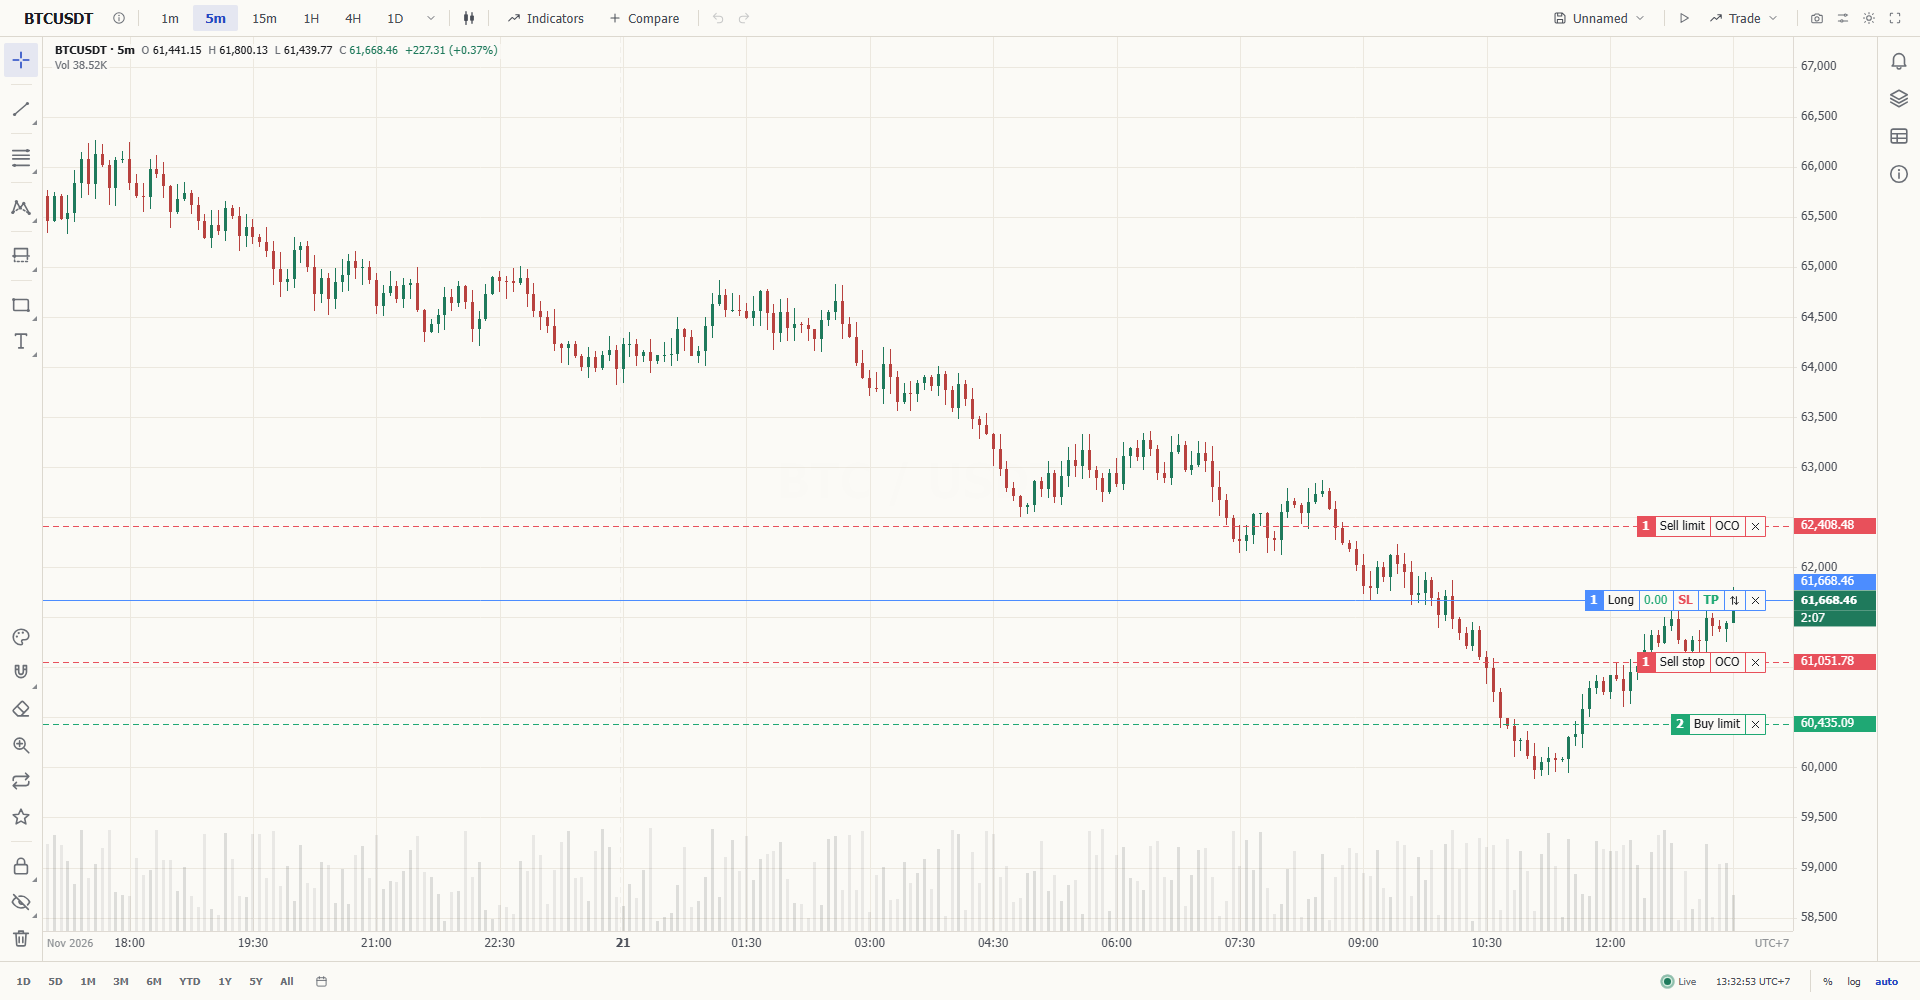 BTCUSDT 1m 5m 15m 1H 4H 1D Indicators Compare Unnamed Trade
BTCUSDT · 5m O 61,441.15 H 61,800.13 L 61,439.77 C 61,668.46 +227.31 (+0.37%)
Vol 38.52K
67,000
66,500
66,000
65,500
65,000
64,500
64,000
63,500
63,000
1 Sell limit OCO × 62,408.48
62,000
61,668.46
1 Long 0.00 SL TP ⇅ × 61,668.46
2:07
1 Sell stop OCO × 61,051.78
2 Buy limit × 60,435.09
60,000
59,500
59,000
58,500
Nov 2026 18:00 19:30 21:00 22:30 21 01:30 03:00 04:30 06:00 07:30 09:00 10:30 12:00 UTC+7
1D 5D 1M 3M 6M YTD 1Y 5Y All Live 13:32:53 UTC+7 % log auto